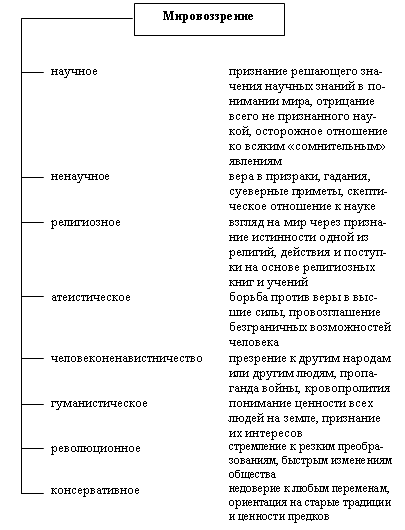 Мировоззрение
научное признание решающего зна-
чения научных знаний в по-
нимании мира, отрицание
всего не признанного нау-
кой, осторожное отношение
ко всяким «сомнительным»
явлениям
ненаучное вера в призраки, гадания,
суеверные приметы, скепти-
ческое отношение к науке
религиозное взгляд на мир через призна-
ние истинности одной из
религий, действия и поступ-
ки на основе религиозных
книг и учений
атеистическое борьба против веры в выс-
шие силы, провозглашение
безграничных возможностей
человека
человеконенавистничество презрение к другим народам
или другим людям, пропа-
ганда войны, кровопролития
гуманистическое понимание ценности всех
людей на земле, признание
их интересов
революционное стремление к резким преобра-
зованиям, быстрым изменениям
общества
консервативное недоверие к любым переменам,
ориентация на старые традиции
и ценности предков